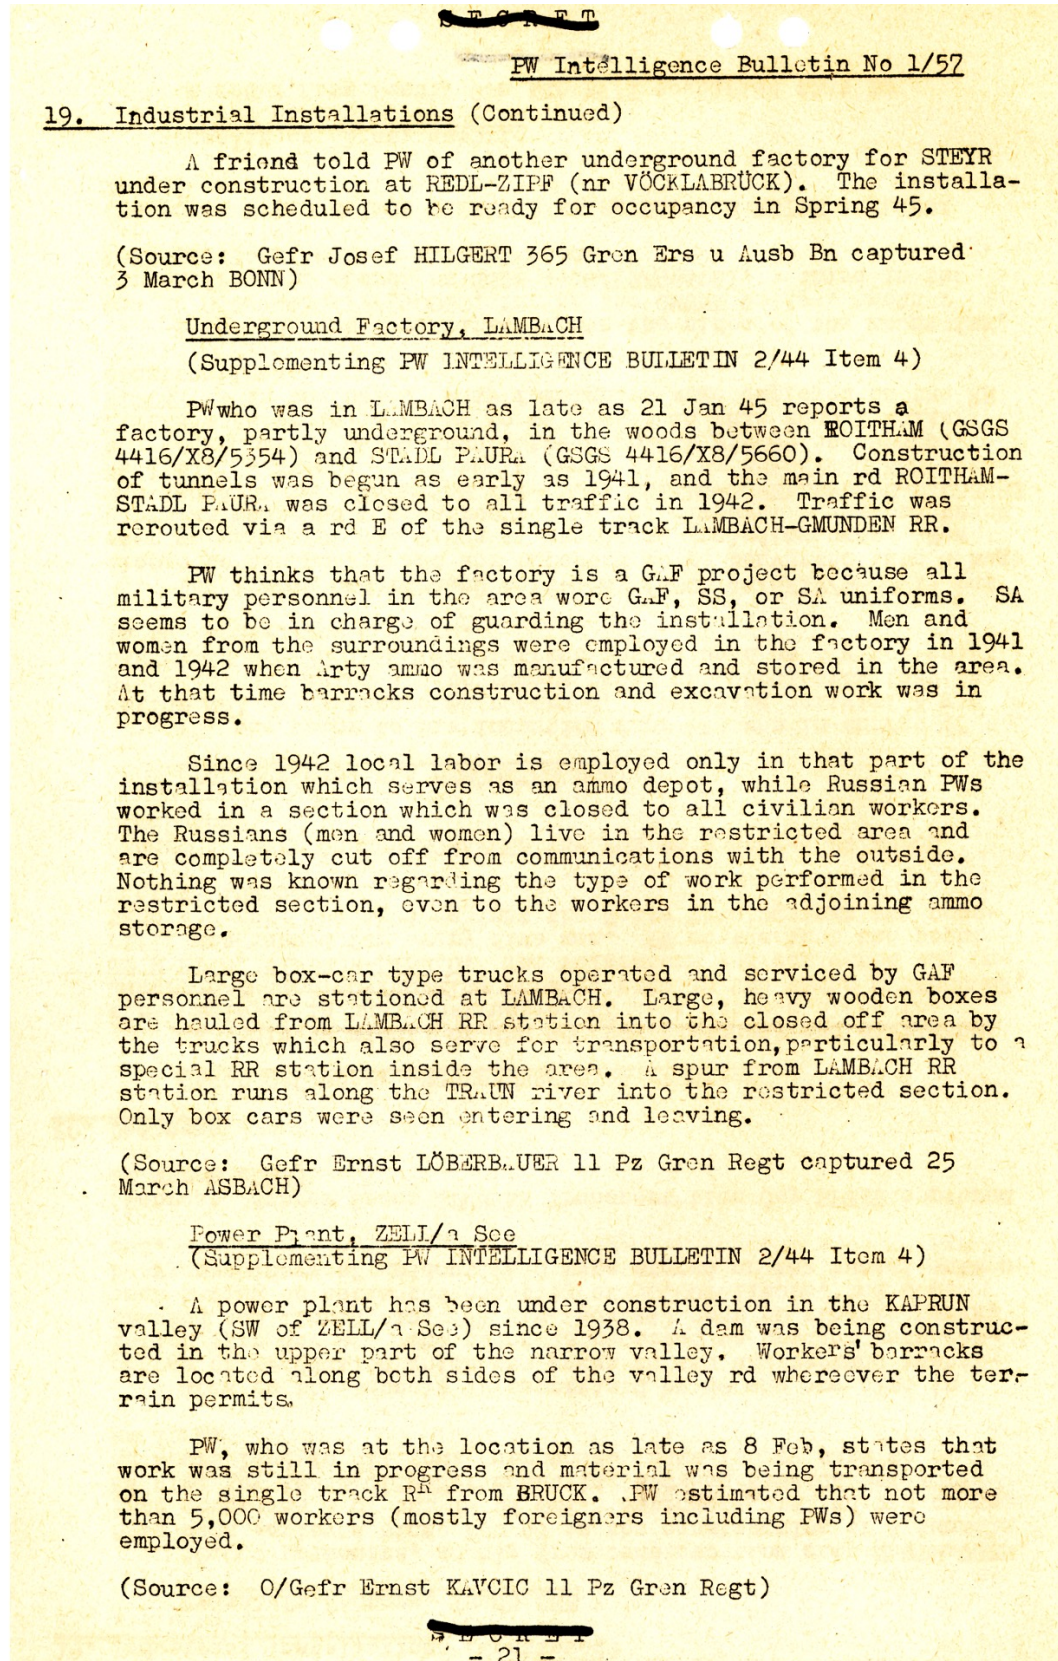 SECRET
PW Intelligence Bulletin No 1/57
19. Industrial Installations (Continued)
A friend told PW of another underground factory for STEYR
under construction at REDL-ZIPF (nr VÖCKLABRÜCK). The installa-
tion was scheduled to be ready for occupancy in Spring 45.
(Source: Gefr Josef HILGERT 365 Gren Ers u Ausb Bn captured
3 March BONN)
Underground Factory, LAMBACH
(Supplementing PW INTELLIGENCE BULLETIN 2/44 Item 4)
PWwho was in LAMBACH as late as 21 Jan 45 reports a
factory, partly underground, in the woods between ROITHAM (GSGS
4416/X8/5354) and STADL PAURA (GSGS 4416/X8/5660). Construction
of tunnels was begun as early as 1941, and the main rd ROITHAM-
STADL PAURA was closed to all traffic in 1942. Traffic was
rerouted via a rd E of the single track LAMBACH-GMUNDEN RR.
PW thinks that the factory is a GAF project because all
military personnel in the area wore GAF, SS, or SA uniforms. SA
seems to be in charge of guarding the installation. Men and
women from the surroundings were employed in the factory in 1941
and 1942 when Arty ammo was manufactured and stored in the area.
At that time barracks construction and excavation work was in
progress.
Since 1942 local labor is employed only in that part of the
installation which serves as an ammo depot, while Russian PWs
worked in a section which was closed to all civilian workers.
The Russians (men and women) live in the restricted area and
are completely cut off from communications with the outside.
Nothing was known regarding the type of work performed in the
restricted section, even to the workers in the adjoining ammo
storage.
Large box-car type trucks operated and serviced by GAF
personnel are stationed at LAMBACH. Large, heavy wooden boxes
are hauled from LAMBACH RR station into the closed off area by
the trucks which also serve for transportation, particularly to a
special RR station inside the area. A spur from LAMBACH RR
station runs along the TRAUN river into the restricted section.
Only box cars were seen entering and leaving.
(Source: Gefr Ernst LÖBERBAUER 11 Pz Gren Regt captured 25
March ASBACH)
Power Plant, ZELL/a See
(Supplementing PW INTELLIGENCE BULLETIN 2/44 Item 4)
A power plant has been under construction in the KAPRUN
valley (SW of ZELL/a See) since 1938. A dam was being construc-
ted in the upper part of the narrow valley. Workers' barracks
are located along both sides of the valley rd whereever the ter-
rain permits.
PW, who was at the location as late as 8 Feb, states that
work was still in progress and material was being transported
on the single track RR from BRUCK. PW estimated that not more
than 5,000 workers (mostly foreigners including PWs) were
employed.
(Source: O/Gefr Ernst KAVCIC 11 Pz Gren Regt)
SECRET
- 21 -